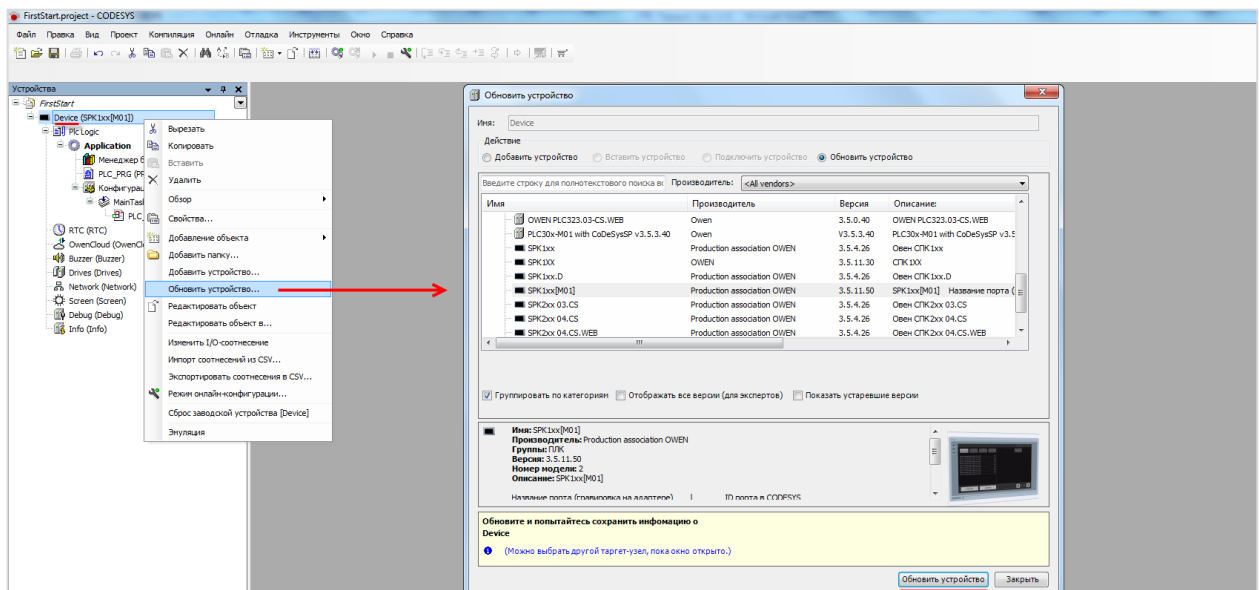 FirstStart.project - CODESYS
Файл Правка Вид Проект Компиляция Онлайн Отладка Инструменты Окно Справка
Устройства
FirstStart
Device (SPK1xx[M01])
Plc Logic
Application
Менеджер б
PLC_PRG (PR
Конфигурац
MainTas
PLC_
RTC (RTC)
OwenCloud (OwenCl
Buzzer (Buzzer)
Drives (Drives)
Network (Network)
Screen (Screen)
Debug (Debug)
Info (Info)
Вырезать
Копировать
Вставить
Удалить
Обзор
Свойства...
Добавление объекта
Добавить папку...
Добавить устройство...
Обновить устройство...
Редактировать объект
Редактировать объект в...
Изменить I/O-соотнесение
Импорт соотнесений из CSV...
Экспортировать соотнесения в CSV...
Режим онлайн-конфигурации...
Сброс заводской устройства [Device]
Эмуляция
Обновить устройство
Имя: Device
Действие
Добавить устройство Вставить устройство Подключить устройство Обновить устройство
Введите строку для полнотекстового поиска во Производитель: <All vendors>
Имя Производитель Версия Описание:
OWEN PLC323.03-CS.WEB Owen 3.5.0.40 OWEN PLC323.03-CS.WEB
PLC30x-M01 with CoDeSysSP v3.5.3.40 Owen V3.5.3.40 PLC30x-M01 with CoDeSysSP v3.5
SPK1xx Production association OWEN 3.5.4.26 Овен СПК1xx
SPK1XX OWEN 3.5.11.30 СПК1XX
SPK1xx.D Production association OWEN 3.5.4.26 Овен СПК1xx.D
SPK1xx[M01] Production association OWEN 3.5.11.50 SPK1xx[M01] Название порта (
SPK2xx 03.CS Production association OWEN 3.5.4.26 Овен СПК2xx 03.CS
SPK2xx 04.CS Production association OWEN 3.5.4.26 Овен СПК2xx 04.CS
SPK2xx 04.CS.WEB Production association OWEN 3.5.4.26 Овен СПК2xx 04.CS.WEB
Группировать по категориям Отображать все версии (для экспертов) Показать устаревшие версии
Имя: SPK1xx[M01]
Производитель: Production association OWEN
Группы: ПЛК
Версия: 3.5.11.50
Номер модели: 2
Описание: SPK1xx[M01]
Название порта (гравировка на адаптере) | ID порта в CODESYS
Обновите и попытайтесь сохранить инфомацию о
Device
(Можно выбрать другой таргет-узел, пока окно открыто.)
Обновить устройство Закрыть